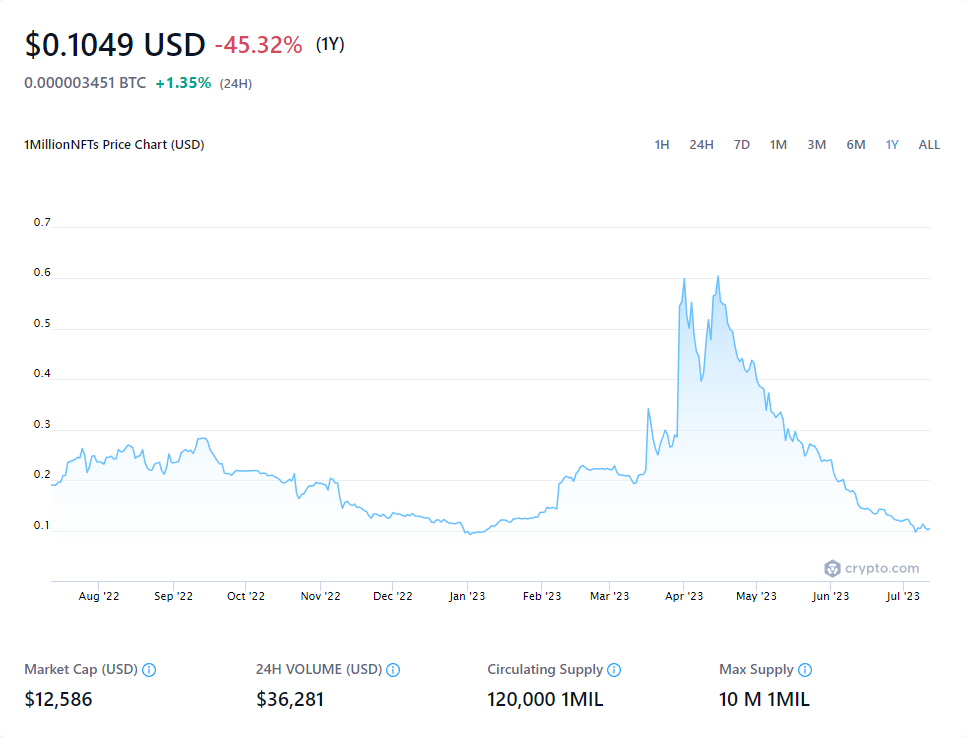 $0.1049 USD -45.32% (1Y)
0.000003451 BTC +1.35% (24H)
1MillionNFTs Price Chart (USD) 1H 24H 7D 1M 3M 6M 1Y ALL
0.7
0.6
0.5
0.4
0.3
0.2
0.1
crypto.com
Aug '22 Sep '22 Oct '22 Nov '22 Dec '22 Jan '23 Feb '23 Mar '23 Apr '23 May '23 Jun '23 Jul '23
Market Cap (USD) 24H VOLUME (USD) Circulating Supply Max Supply
$12,586 $36,281 120,000 1MIL 10 M 1MIL